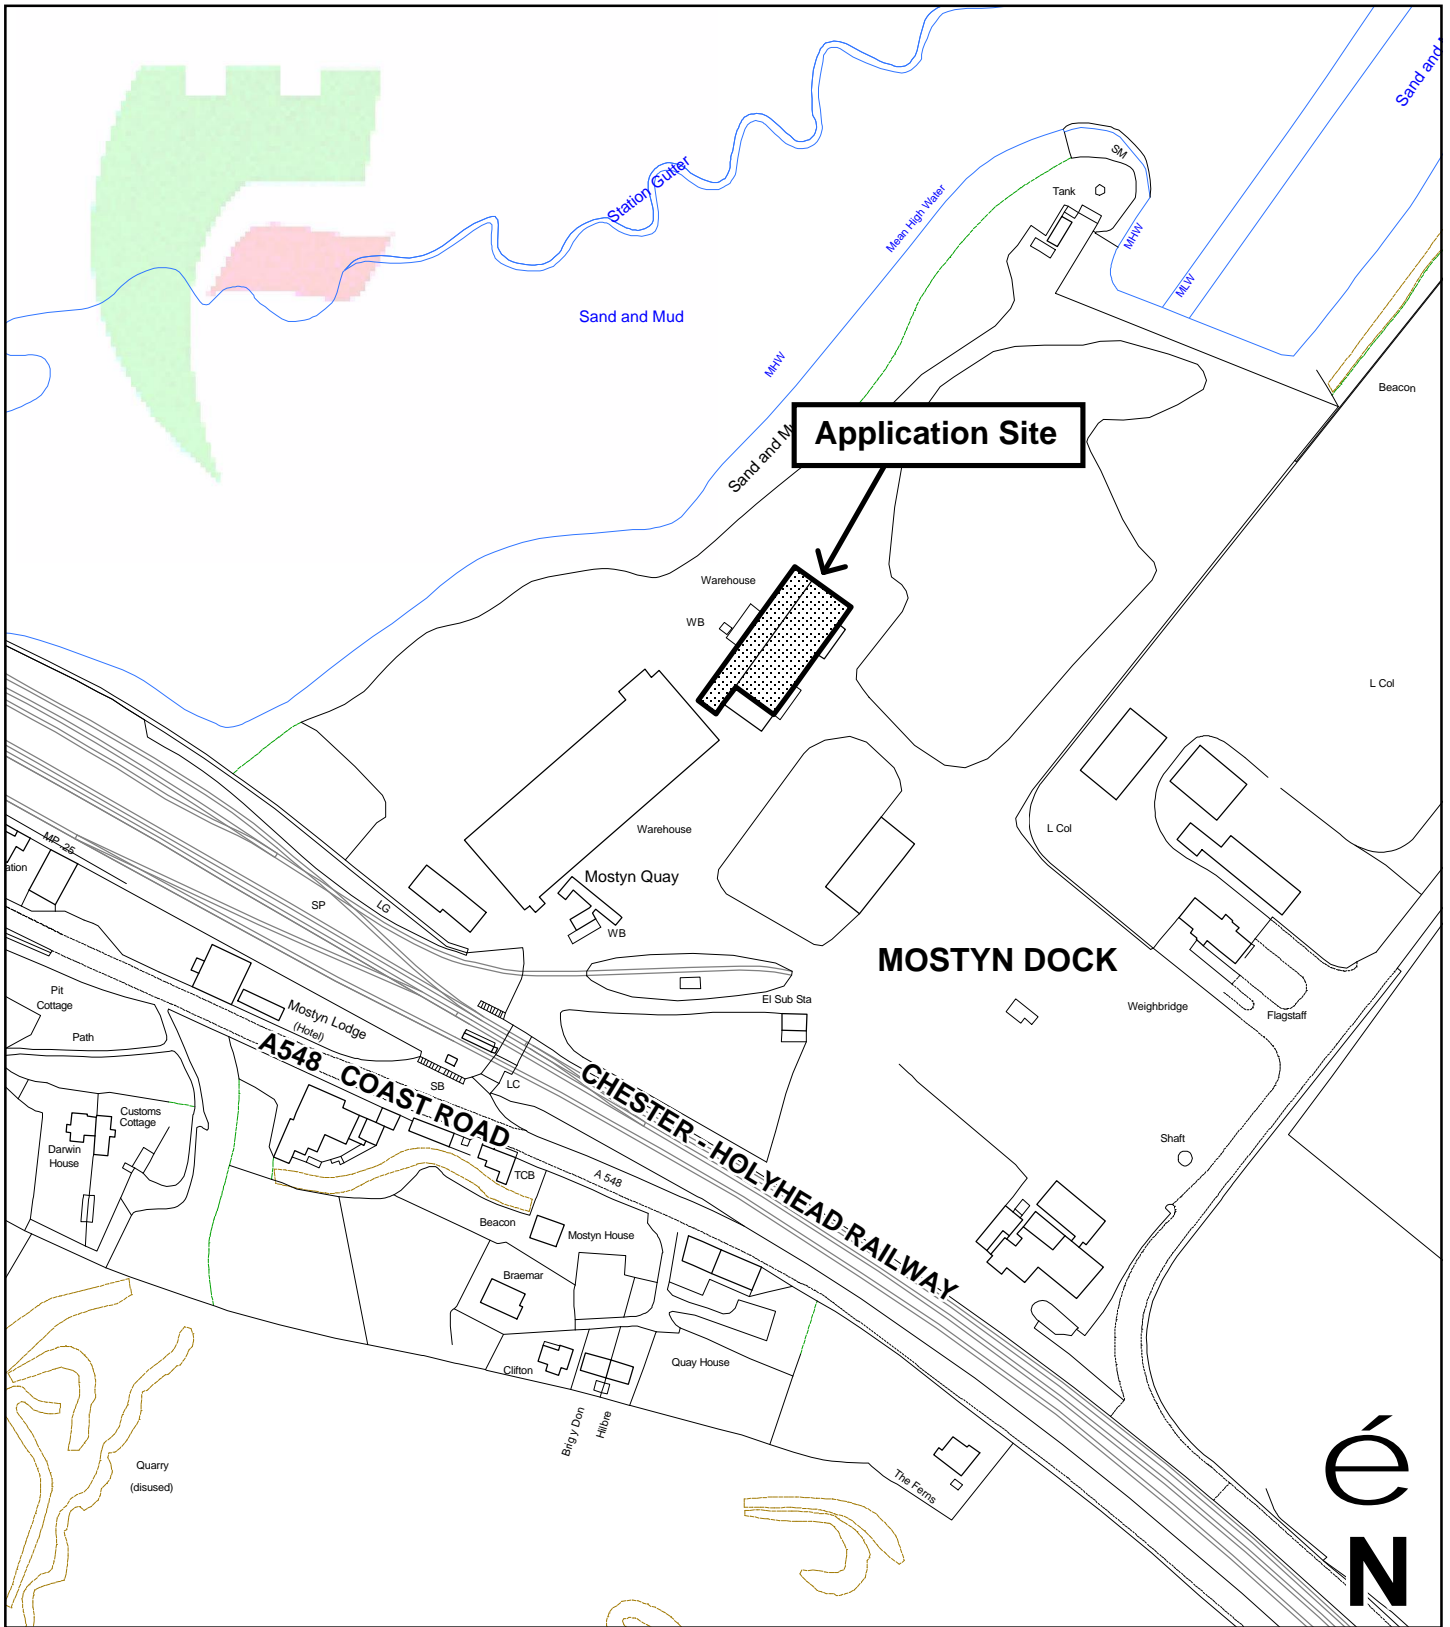 Sand and
SM
Tank
Station Gutter
Mean High Water
MHW
MLW
Sand and Mud
MHW
Beacon
Application Site
Sand and
Warehouse
WB
L Col
L Col
Warehouse
Mostyn Quay
WB
MP .25
SP
LG
MOSTYN DOCK
El Sub Sta
Weighbridge
Flagstaff
Pit
Cottage
Path
Mostyn Lodge
(Hotel)
A548 COAST ROAD
SB
LC
CHESTER - HOLYHEAD RAILWAY
Customs
Cottage
Darwin
House
Shaft
TCB
A 548
Beacon
Mostyn House
Braemar
Clifton
Quay House
Brig y Don
Hilbre
Quarry
(disused)
The Ferns
é
N